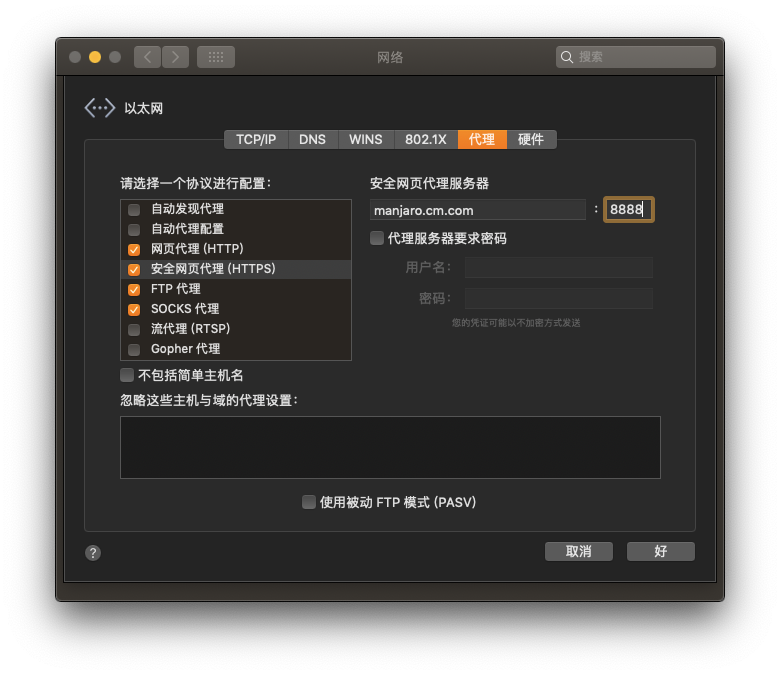 网络
搜索
以太网
TCP/IP DNS WINS 802.1X 代理 硬件
请选择一个协议进行配置：
自动发现代理
自动代理配置
网页代理 (HTTP)
安全网页代理 (HTTPS)
FTP 代理
SOCKS 代理
流代理 (RTSP)
Gopher 代理
安全网页代理服务器
manjaro.cm.com : 8888
代理服务器要求密码
用户名：
密码：
您的凭证可能以不加密方式发送
不包括简单主机名
忽略这些主机与域的代理设置：
使用被动 FTP 模式 (PASV)
?
取消 好